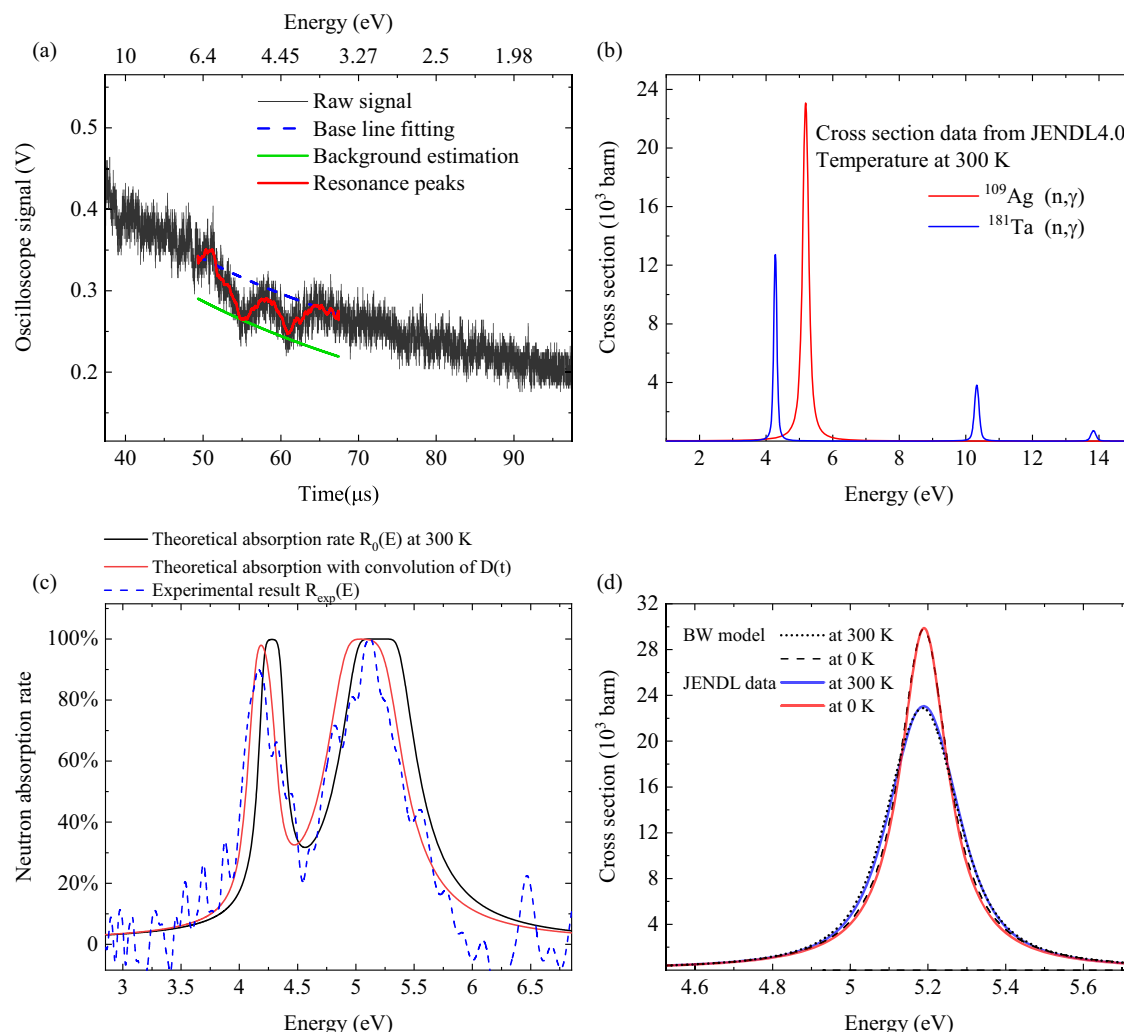 Energy (eV)
(a)
10 6.4 4.45 3.27 2.5 1.98
Raw signal
Base line fitting
Background estimation
Resonance peaks
0.5
0.4
0.3
0.2
Oscilloscope signal (V)
40 50 60 70 80 90
Time(μs)
(b)
24
20
16
12
8
4
Cross section (10³ barn)
Cross section data from JENDL4.0
Temperature at 300 K
¹⁰⁹Ag (n,γ)
¹⁸¹Ta (n,γ)
2 4 6 8 10 12 14
Energy (eV)
Theoretical absorption rate R₀(E) at 300 K
Theoretical absorption with convolution of D(t)
Experimental result Rₑₓₚ(E)
(c)
100%
80%
60%
40%
20%
0
Neutron absorption rate
3 3.5 4 4.5 5 5.5 6 6.5
Energy (eV)
(d)
32
28
24
20
16
12
8
4
Cross section (10³ barn)
BW model at 300 K
at 0 K
JENDL data at 300 K
at 0 K
4.6 4.8 5 5.2 5.4 5.6
Energy (eV)